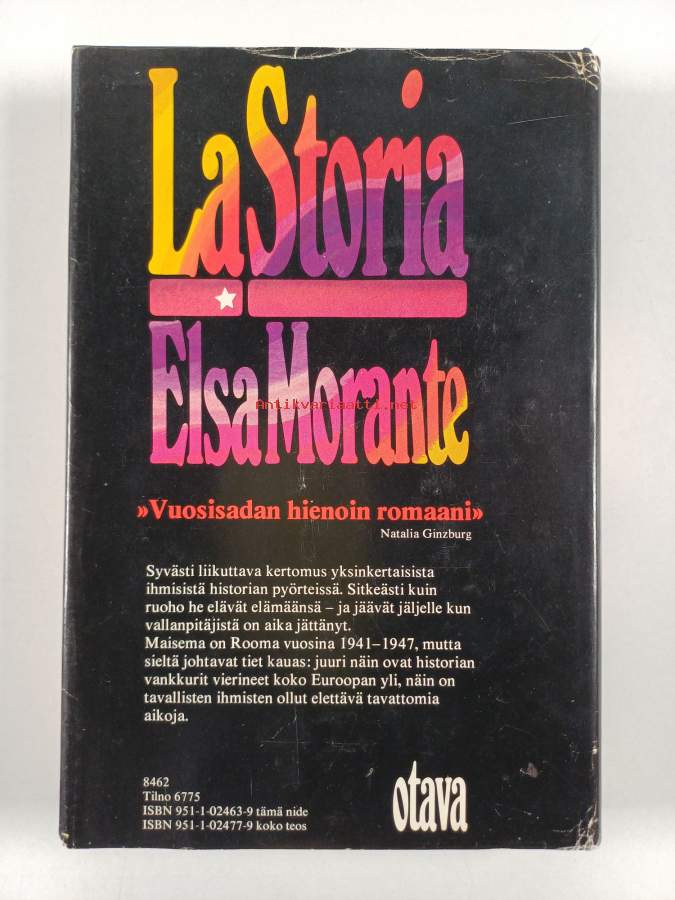 La Storia
Elsa Morante
Antikvariaatti.net
»Vuosisadan hienoin romaani»
Natalia Ginzburg
Syvästi liikuttava kertomus yksinkertaisista
ihmisistä historian pyörteissä. Sitkeästi kuin
ruoho he elävät elämäänsä – ja jäävät jäljelle kun
vallanpitäjistä on aika jättänyt.
Maisema on Rooma vuosina 1941–1947, mutta
sieltä johtavat tiet kauas: juuri näin ovat historian
vankkurit vierineet koko Euroopan yli, näin on
tavallisten ihmisten ollut elettävä tavattomia
aikoja.
8462
Tilno 6775
ISBN 951-1-02463-9 tämä nide
ISBN 951-1-02477-9 koko teos
otava